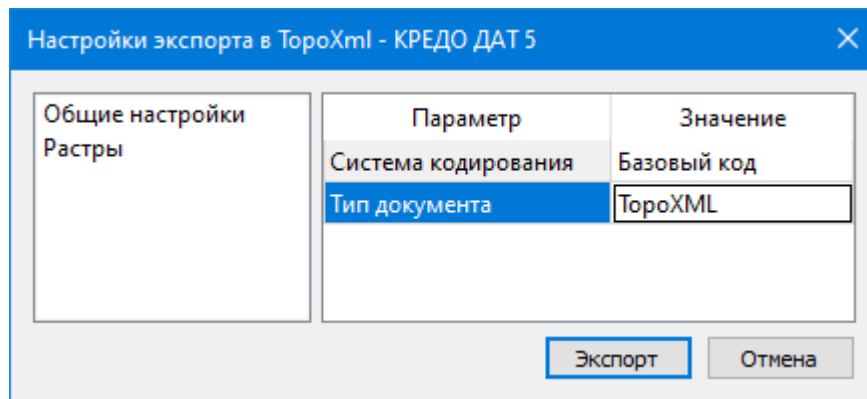 Настройки экспорта в TopoXml - КРЕДО ДАТ 5
Общие настройки
Растры
Параметр Значение
Система кодирования Базовый код
Тип документа TopoXML
Экспорт Отмена